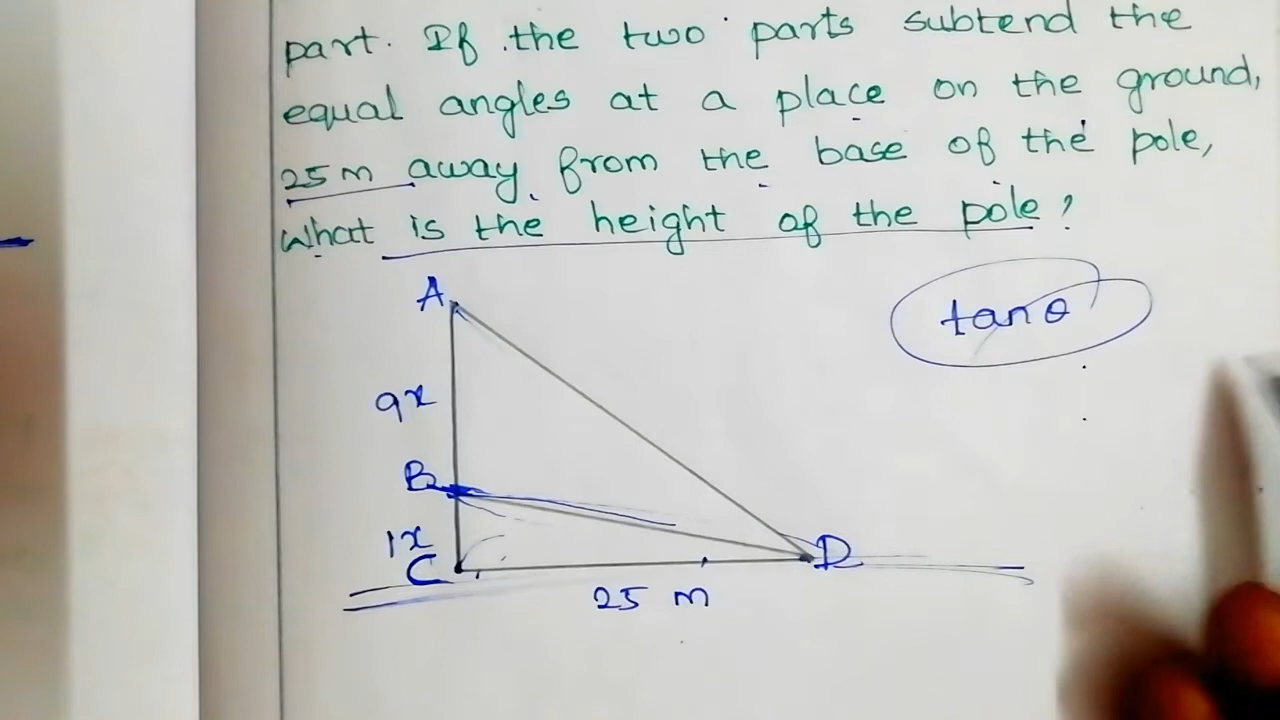 part. If the two parts subtend the
equal angles at a place on the ground,
25 m away from the base of the pole,
What is the height of the pole?
A
tanθ
9x
B
1x
C
D
25 m